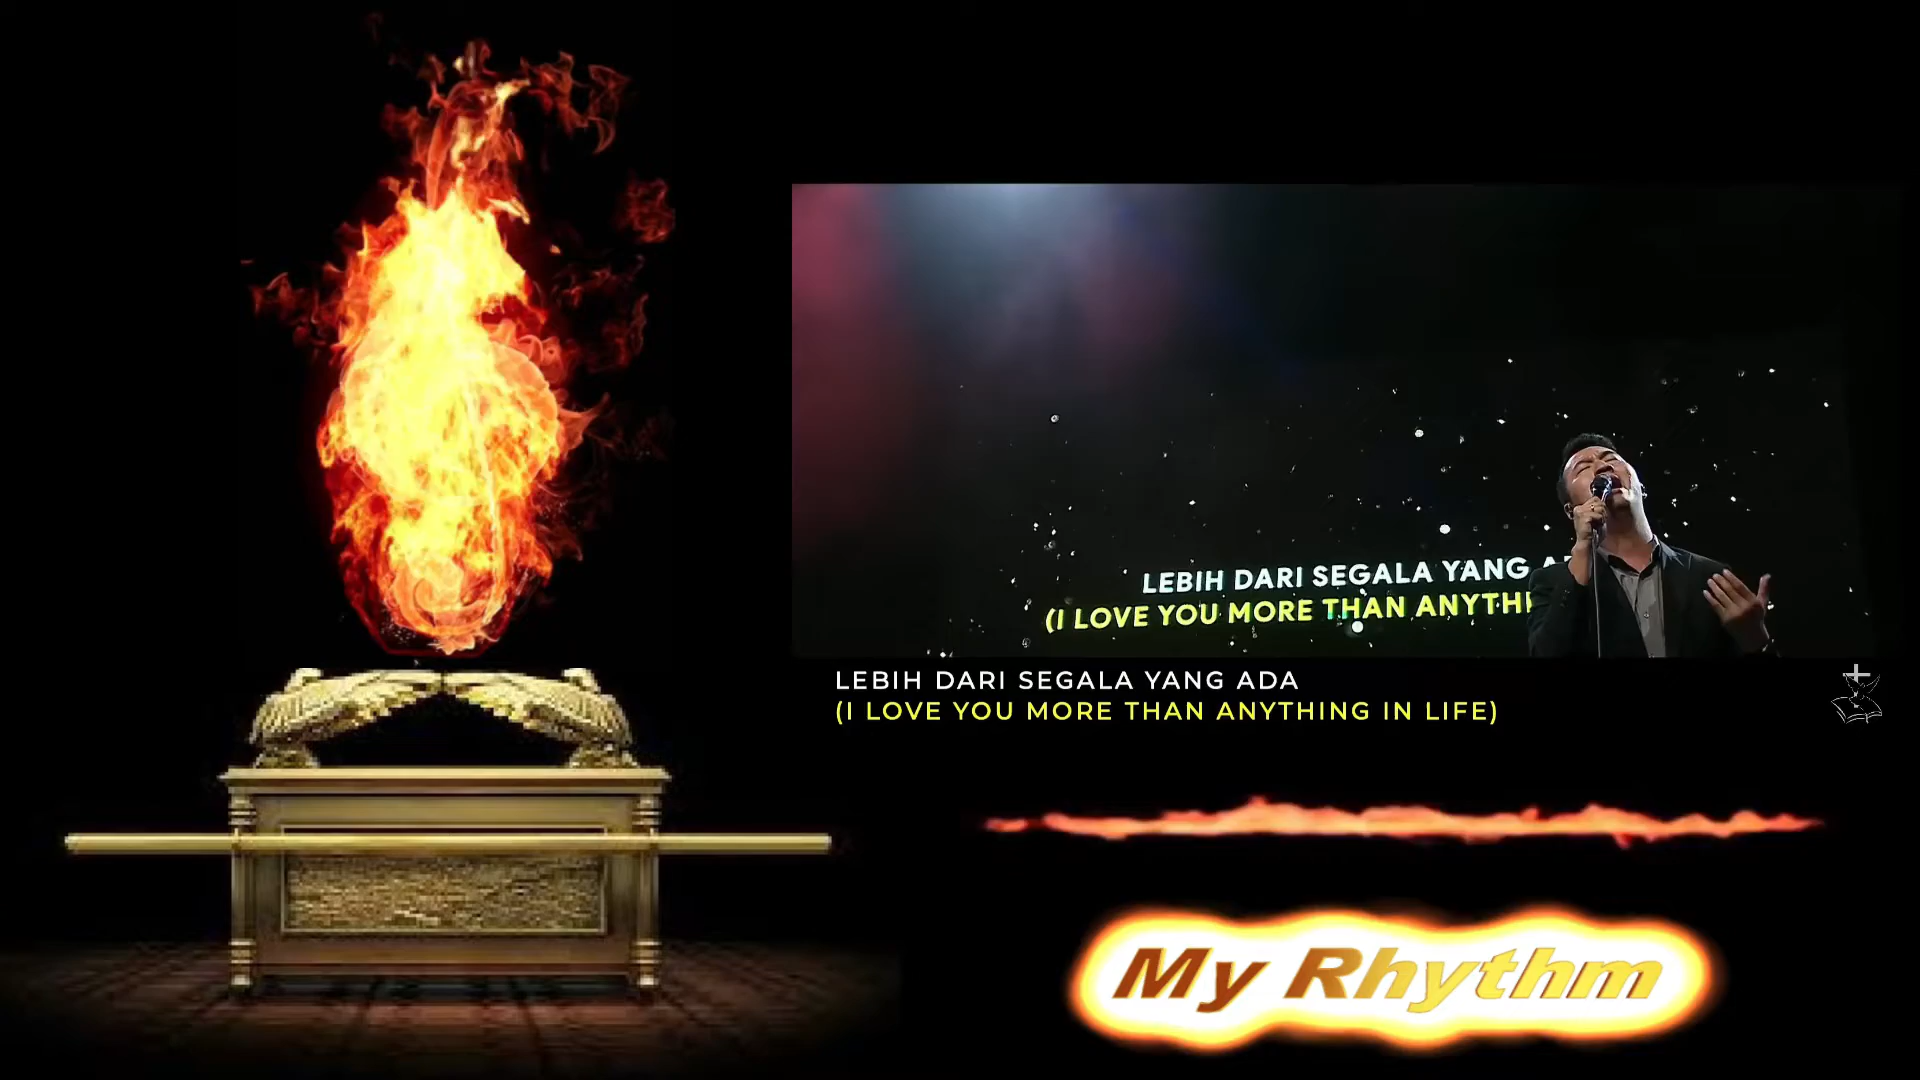 LEBIH DARI SEGALA YANG
(I LOVE YOU MORE THAN
LEBIH DARI SEGALA YANG ADA
(I LOVE YOU MORE THAN ANYTHING IN LIFE)
My Rhythm